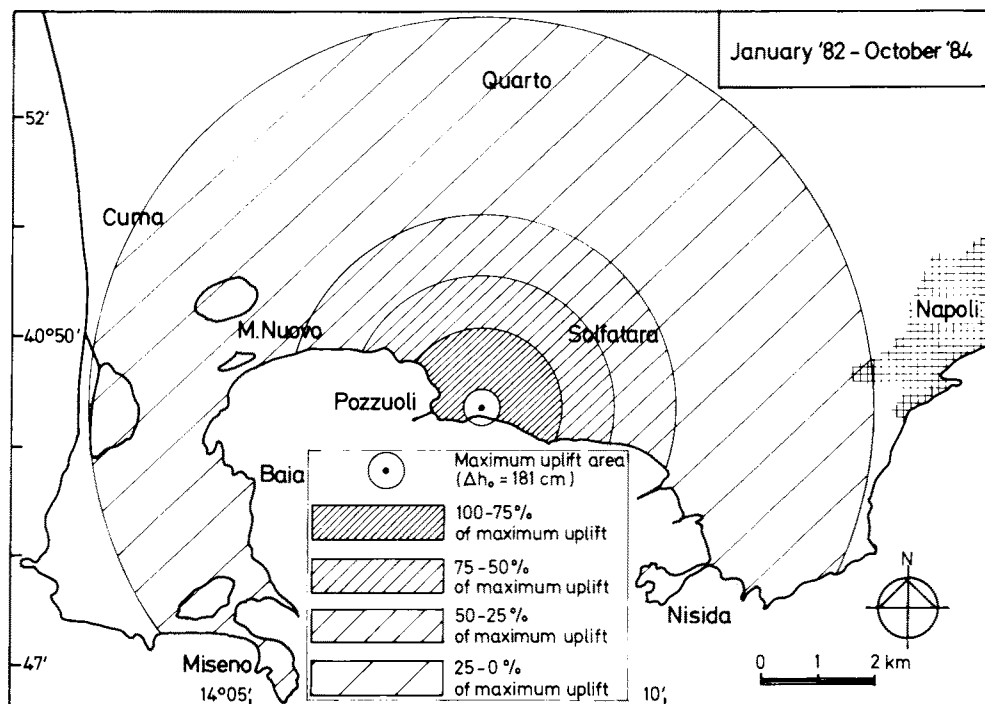 January '82 – October '84
Quarto
52'
Cuma
Napoli
M.Nuovo
Solfatara
40°50'
Pozzuoli
Baia
Maximum uplift area
(Δh₀ = 181 cm)
100-75%
of maximum uplift
75-50%
of maximum uplift
N
50-25%
of maximum uplift
Nisida
47'
Miseno
25-0%
of maximum uplift
0 1 2 km
14°05'
10'